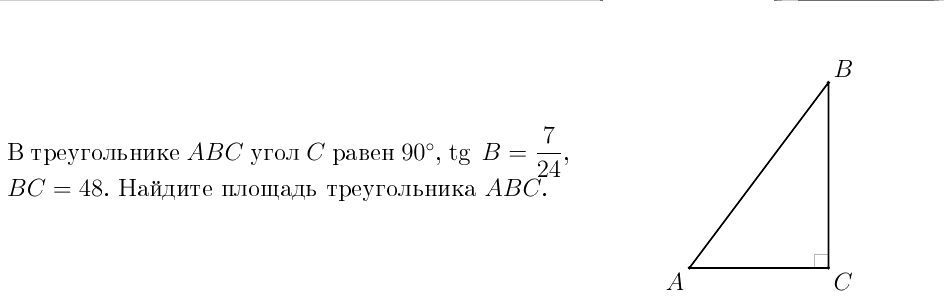 B
В треугольнике ABC угол C равен 90°, tg B = 7/24,
BC = 48. Найдите площадь треугольника ABC.
A
C